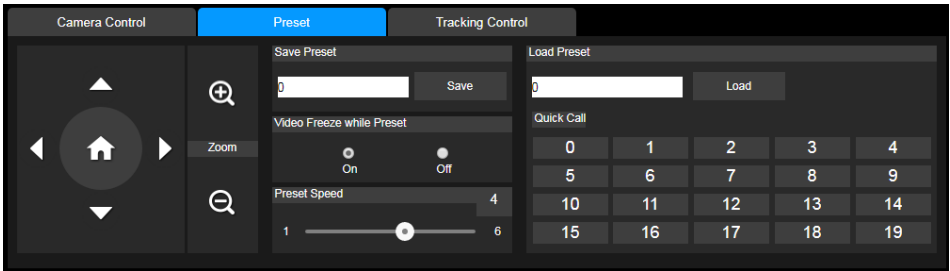 Camera Control Preset Tracking Control
Zoom
Save Preset
0 Save
Video Freeze while Preset
On Off
Preset Speed 4
1 6
Load Preset
0 Load
Quick Call
0 1 2 3 4
5 6 7 8 9
10 11 12 13 14
15 16 17 18 19